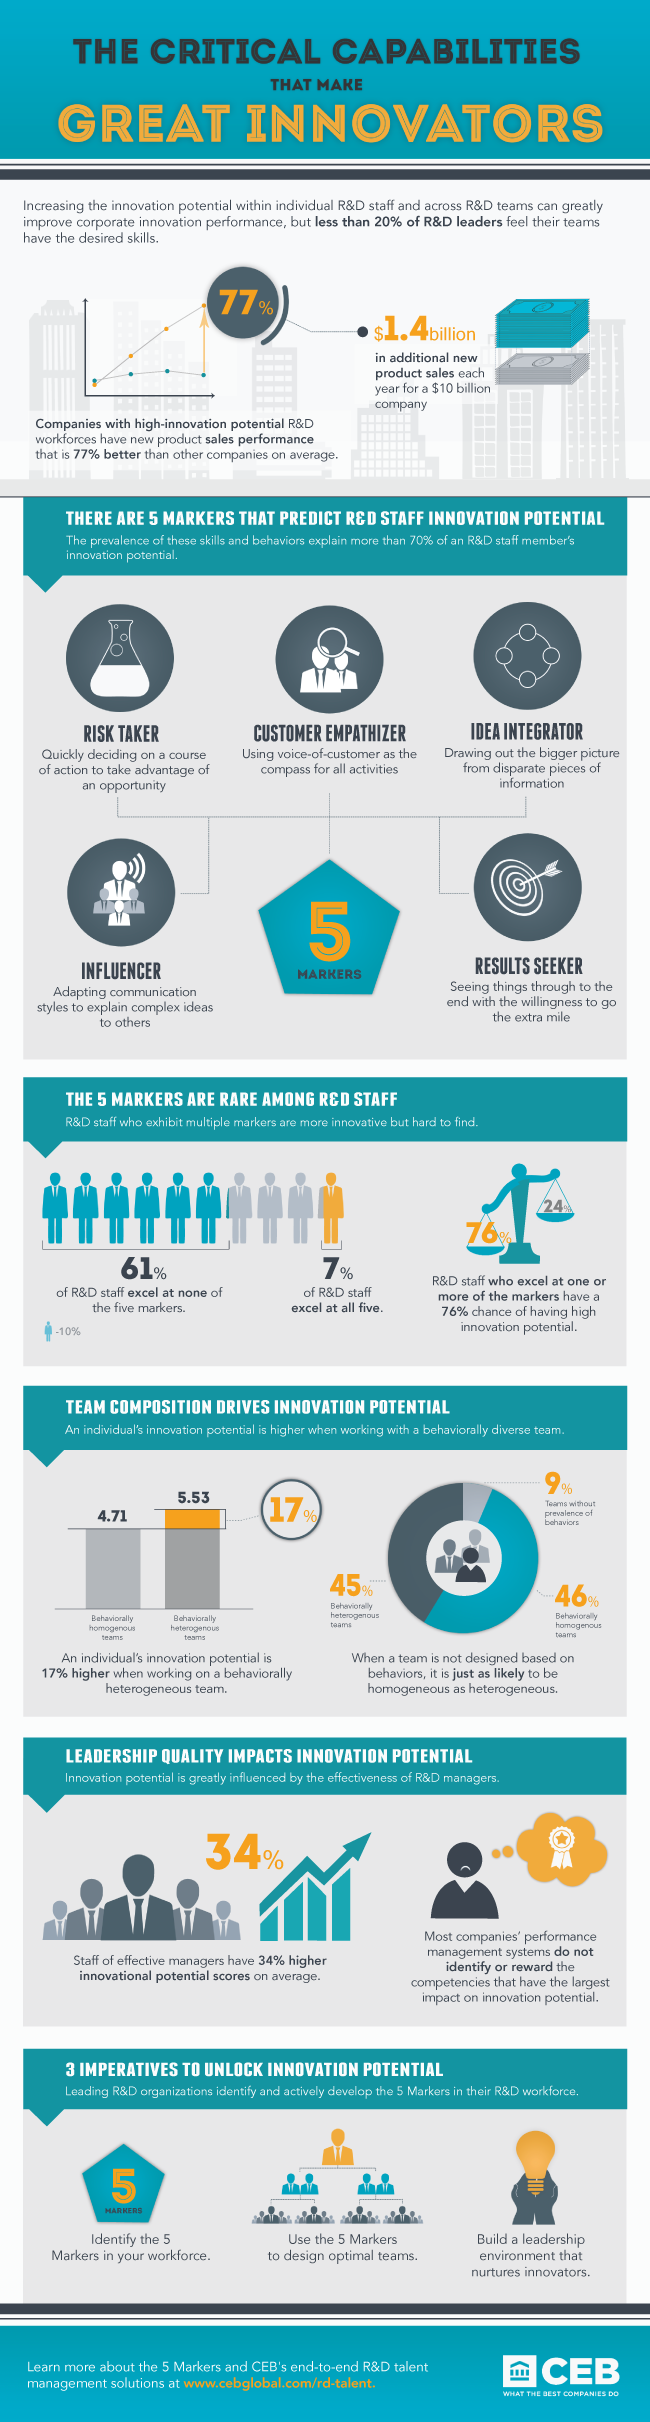 THE CRITICAL CAPABILITIES
THAT MAKE
GREAT INNOVATORS
Increasing the innovation potential within individual R&D staff and across R&D teams can greatly
improve corporate innovation performance, but less than 20% of R&D leaders feel their teams
have the desired skills.
77%
$1.4billion
in additional new
product sales each
year for a $10 billion
company
Companies with high-innovation potential R&D
workforces have new product sales performance
that is 77% better than other companies on average.
THERE ARE 5 MARKERS THAT PREDICT R&D STAFF INNOVATION POTENTIAL
The prevalence of these skills and behaviors explain more than 70% of an R&D staff member's
innovation potential.
RISK TAKER
Quickly deciding on a course
of action to take advantage of
an opportunity
CUSTOMER EMPATHIZER
Using voice-of-customer as the
compass for all activities
IDEA INTEGRATOR
Drawing out the bigger picture
from disparate pieces of
information
INFLUENCER
Adapting communication
styles to explain complex ideas
to others
5
MARKERS
RESULTS SEEKER
Seeing things through to the
end with the willingness to go
the extra mile
THE 5 MARKERS ARE RARE AMONG R&D STAFF
R&D staff who exhibit multiple markers are more innovative but hard to find.
61%
of R&D staff excel at none of
the five markers.
-10%
7%
of R&D staff
excel at all five.
24%
76%
R&D staff who excel at one or
more of the markers have a
76% chance of having high
innovation potential.
TEAM COMPOSITION DRIVES INNOVATION POTENTIAL
An individual's innovation potential is higher when working with a behaviorally diverse team.
4.71
5.53
17%
Behaviorally
homogenous
teams
Behaviorally
heterogenous
teams
An individual's innovation potential is
17% higher when working on a behaviorally
heterogeneous team.
9%
Teams without
prevalence of
behaviors
45%
Behaviorally
heterogenous
teams
46%
Behaviorally
homogenous
teams
When a team is not designed based on
behaviors, it is just as likely to be
homogeneous as heterogeneous.
LEADERSHIP QUALITY IMPACTS INNOVATION POTENTIAL
Innovation potential is greatly influenced by the effectiveness of R&D managers.
34%
Staff of effective managers have 34% higher
innovational potential scores on average.
Most companies' performance
management systems do not
identify or reward the
competencies that have the largest
impact on innovation potential.
3 IMPERATIVES TO UNLOCK INNOVATION POTENTIAL
Leading R&D organizations identify and actively develop the 5 Markers in their R&D workforce.
5
MARKERS
Identify the 5
Markers in your workforce.
Use the 5 Markers
to design optimal teams.
Build a leadership
environment that
nurtures innovators.
Learn more about the 5 Markers and CEB's end-to-end R&D talent
management solutions at www.cebglobal.com/rd-talent.
CEB
WHAT THE BEST COMPANIES DO